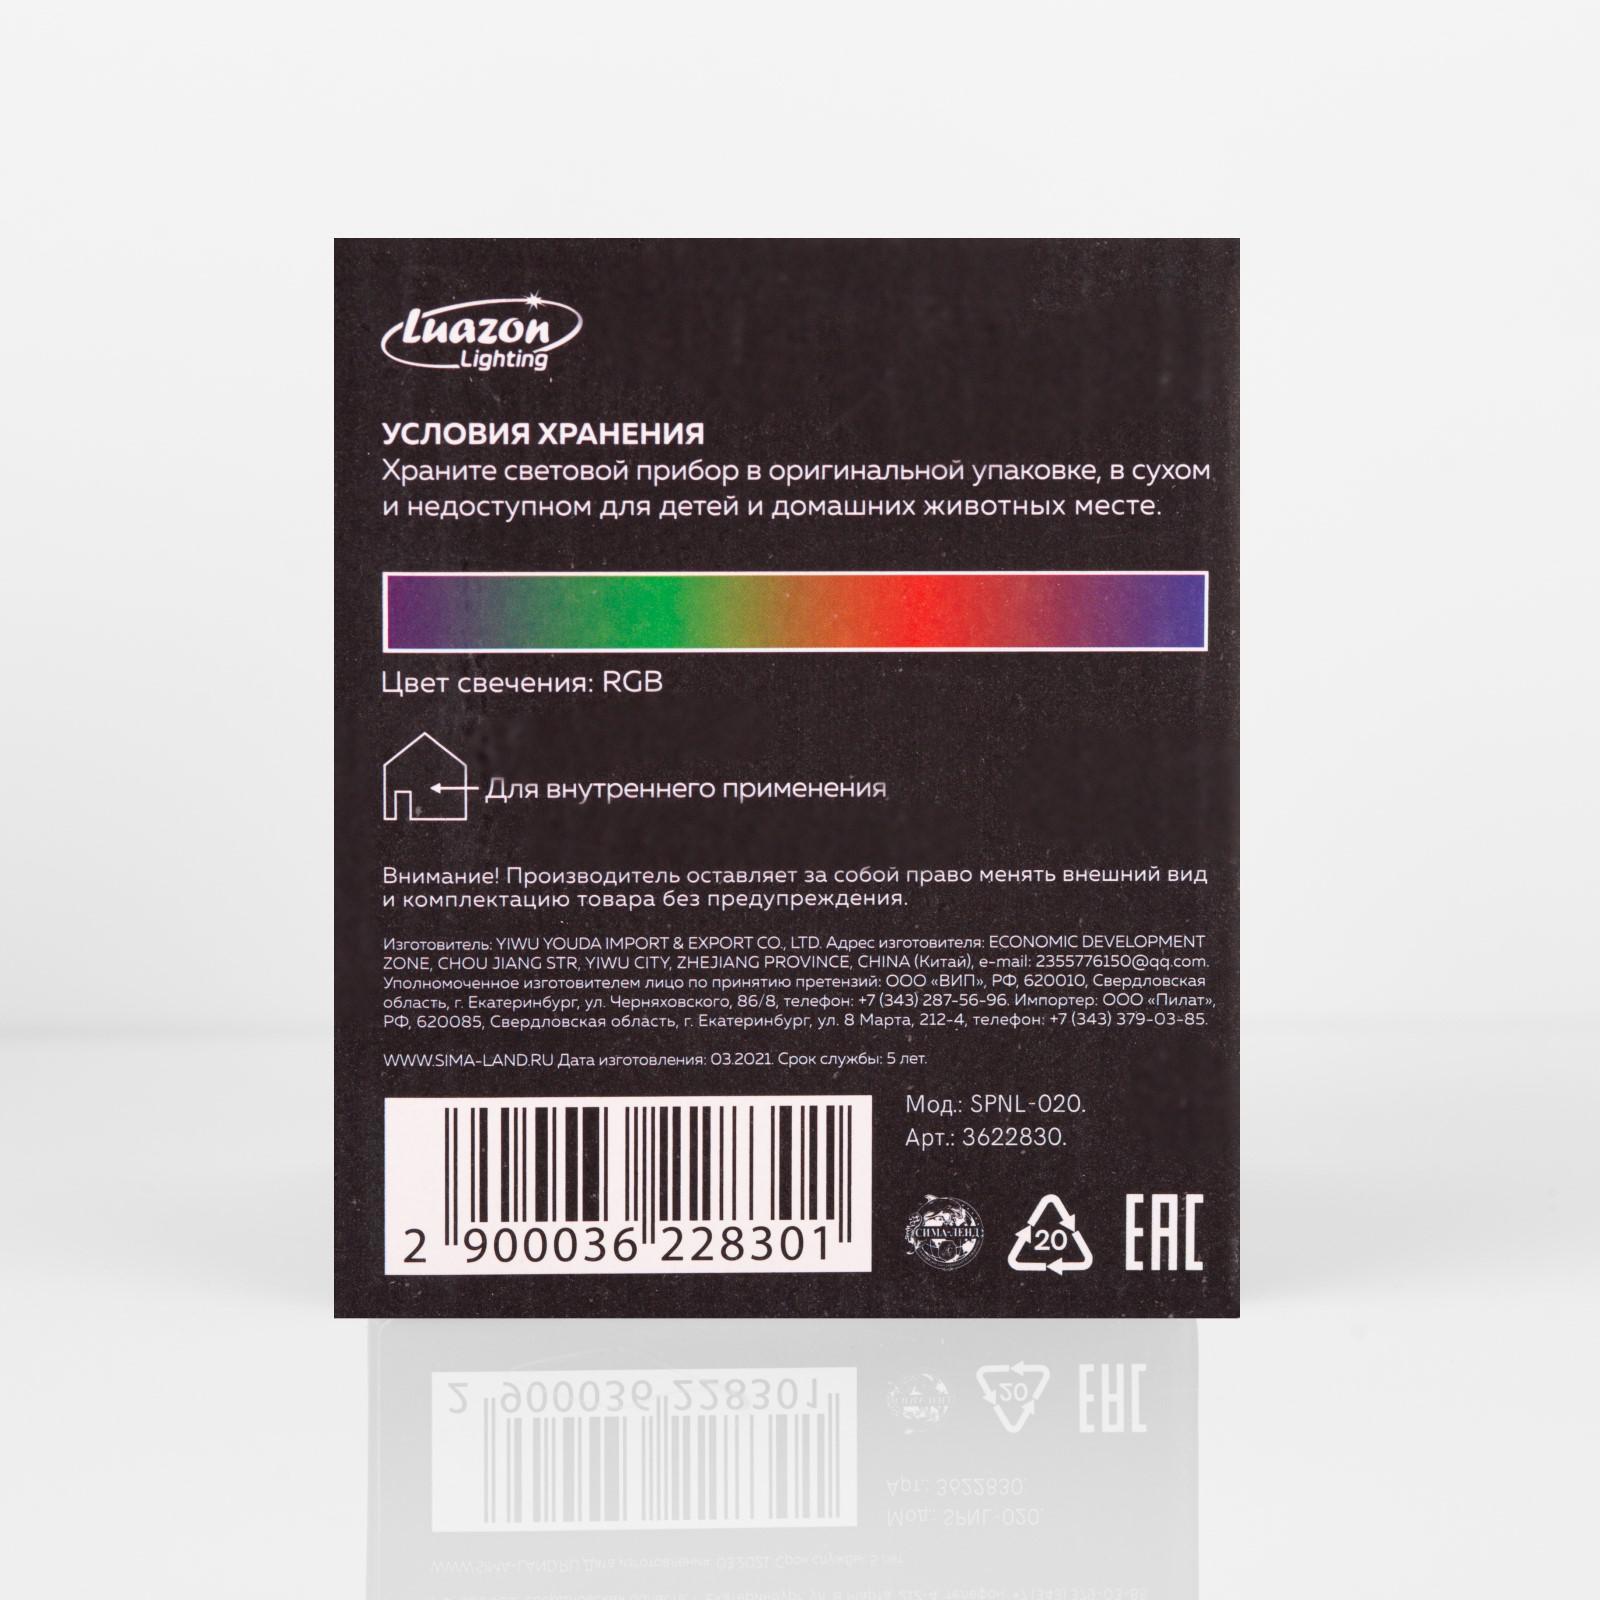 Luazon
Lighting
УСЛОВИЯ ХРАНЕНИЯ
Храните световой прибор в оригинальной упаковке, в сухом
и недоступном для детей и домашних животных месте.
Цвет свечения: RGB
Для внутреннего применения
Внимание! Производитель оставляет за собой право менять внешний вид
и комплектацию товара без предупреждения.
Изготовитель: YIWU YOUDA IMPORT & EXPORT CO., LTD. Адрес изготовителя: ECONOMIC DEVELOPMENT
ZONE, CHOU JIANG STR, YIWU CITY, ZHEJIANG PROVINCE, CHINA (Китай), e-mail: 2355776150@qq.com.
Уполномоченное изготовителем лицо по принятию претензий: ООО «ВИП», РФ, 620010, Свердловская
область, г. Екатеринбург, ул. Черняховского, 86/8, телефон: +7 (343) 287-56-96. Импортер: ООО «Пилат»,
РФ, 620085, Свердловская область, г. Екатеринбург, ул. 8 Марта, 212-4, телефон: +7 (343) 379-03-85.
WWW.SIMA-LAND.RU Дата изготовления: 03.2021. Срок службы: 5 лет.
Мод.: SPNL-020.
Арт.: 3622830.
2 900036 228301
СИМА-ЛЕНД
20
EAC